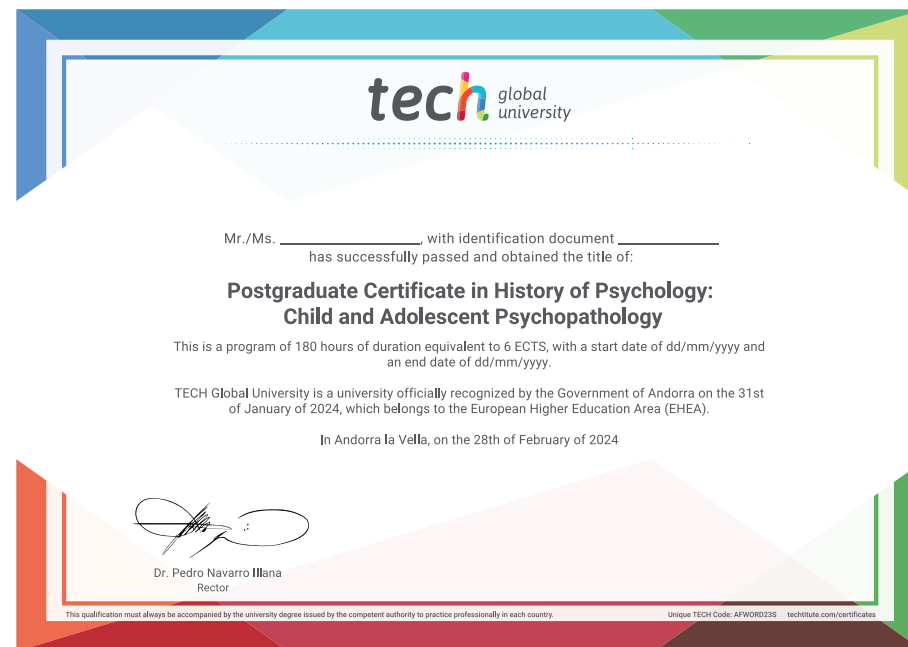 tech global
university
Mr./Ms. ____________________, with identification document ______________
has successfully passed and obtained the title of:
Postgraduate Certificate in History of Psychology:
Child and Adolescent Psychopathology
This is a program of 180 hours of duration equivalent to 6 ECTS, with a start date of dd/mm/yyyy and
an end date of dd/mm/yyyy.
TECH Global University is a university officially recognized by the Government of Andorra on the 31st
of January of 2024, which belongs to the European Higher Education Area (EHEA).
In Andorra la Vella, on the 28th of February of 2024
Dr. Pedro Navarro Illana
Rector
This qualification must always be accompanied by the university degree issued by the competent authority to practice professionally in each country.
Unique TECH Code: AFWORD23S techtitute.com/certificates